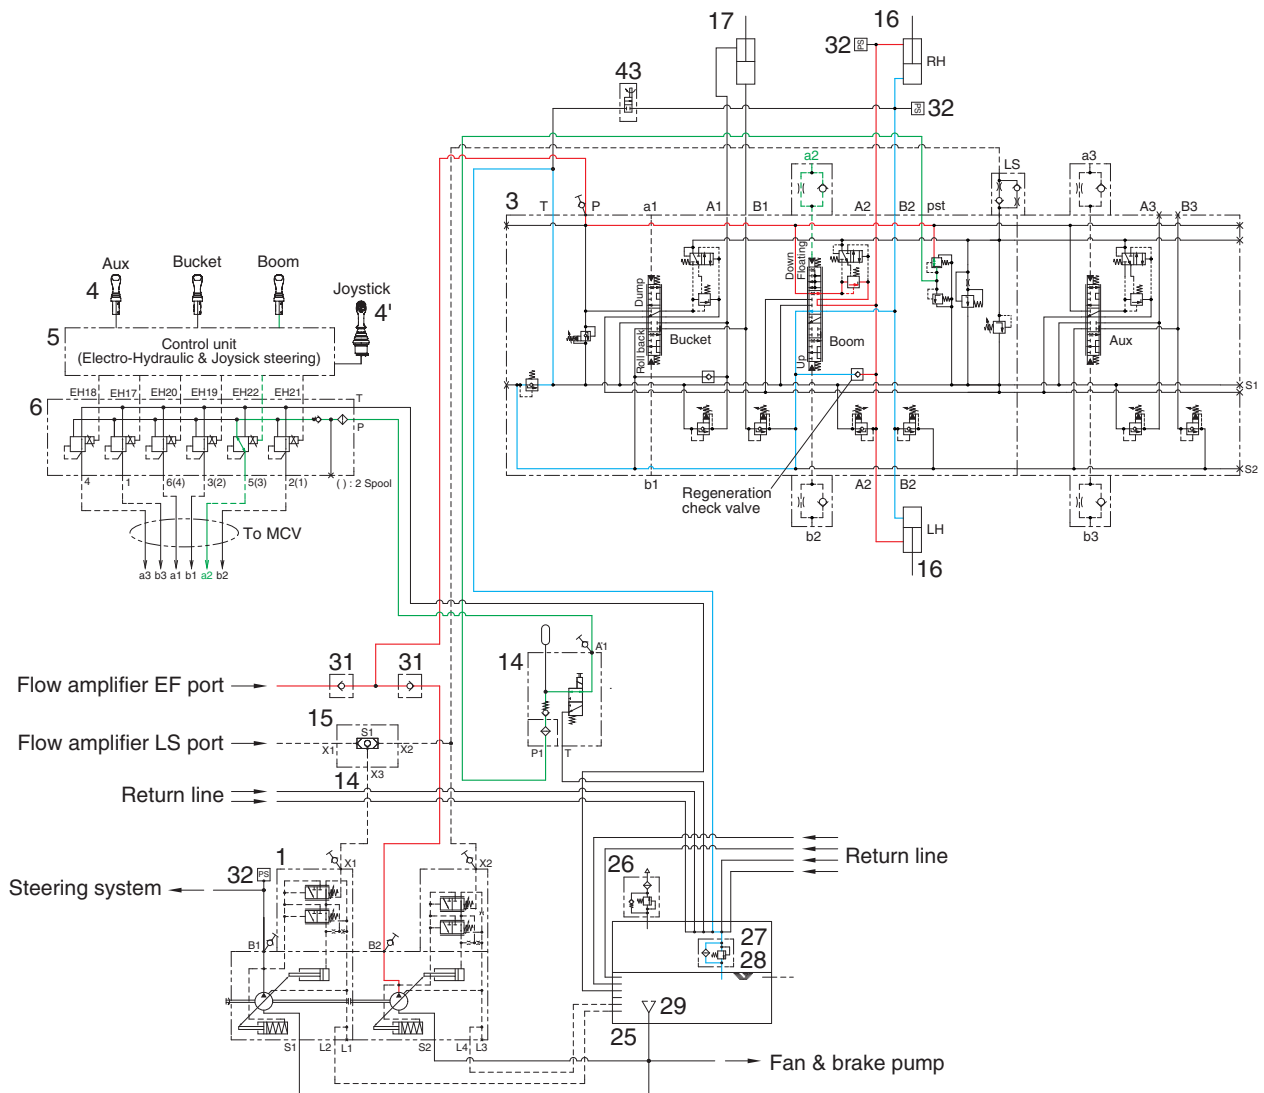 17
16
32
PS
RH
43
PS
32
a2
LS
a3
3
T
P
a1
A1
B1
A2
B2
pst
A3
B3
Aux
Bucket
Boom
4
Joystick
4'
5
Control unit
(Electro-Hydraulic & Joysick steering)
Dump
Roll back
Bucket
Down
Floating
Up
Boom
Aux
S1
S2
EH18
EH17
EH20
EH19
EH22
EH21
6
T
P
4
1
6(4)
3(2)
5(3)
2(1)
( ) : 2 Spool
To MCV
a3
b3
a1
b1
a2
b2
b1
Regeneration
check valve
A2
B2
b2
b3
LH
16
31
31
Flow amplifier EF port
14
A1
P1
T
15
S1
Flow amplifier LS port
X1
X2
X3
14
Return line
Return line
1
X1
X2
32
PS
Steering system
26
B1
B2
27
28
29
25
S1
L2
L1
S2
L4
L3
Fan & brake pump